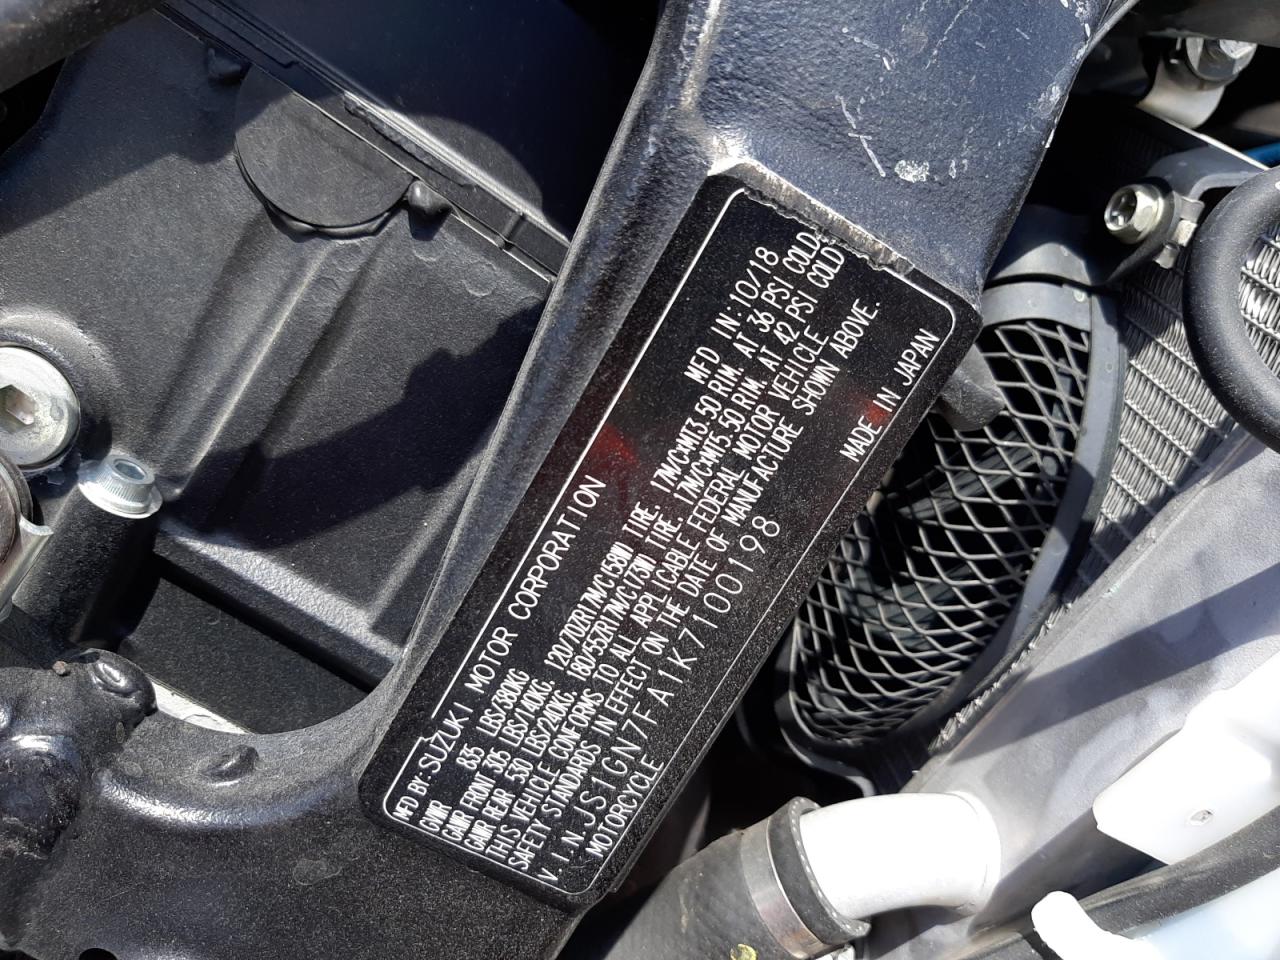 MFD BY:SUZUKI MOTOR CORPORATION MFD IN:10/18
GVWR 835 LBS/380KG
GAWR FRONT 305 LBS/140KG. 120/70ZR17M/C(58W) TIRE. 17M/CXMT3.50 RIM. AT 36 PSI COLD
GAWR REAR 530 LBS/240KG. 180/55ZR17M/C(73W) TIRE. 17M/CXMT5.50 RIM. AT 42 PSI COLD
THIS VEHICLE CONFORMS TO ALL APPLICABLE FEDERAL MOTOR VEHICLE
SAFETY STANDARDS IN EFFECT ON THE DATE OF MANUFACTURE SHOWN ABOVE.
V.I.N.JS1GN7FA1K7100198
MOTORCYCLE MADE IN JAPAN